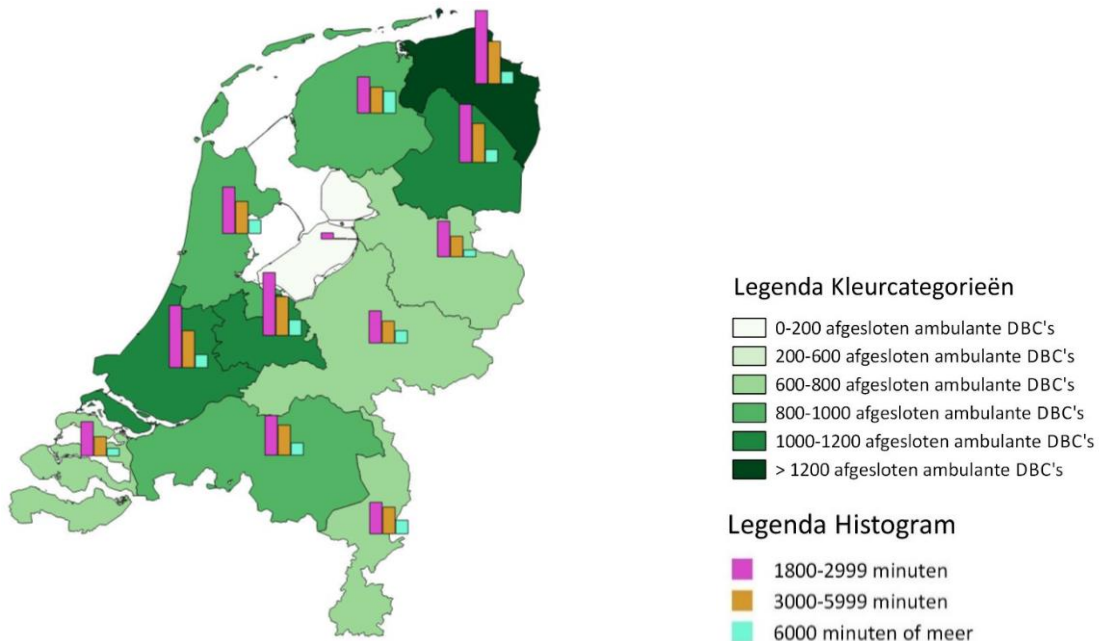 Legenda Kleurcategorieën
0-200 afgesloten ambulante DBC's
200-600 afgesloten ambulante DBC's
600-800 afgesloten ambulante DBC's
800-1000 afgesloten ambulante DBC's
1000-1200 afgesloten ambulante DBC's
> 1200 afgesloten ambulante DBC's
Legenda Histogram
1800-2999 minuten
3000-5999 minuten
6000 minuten of meer